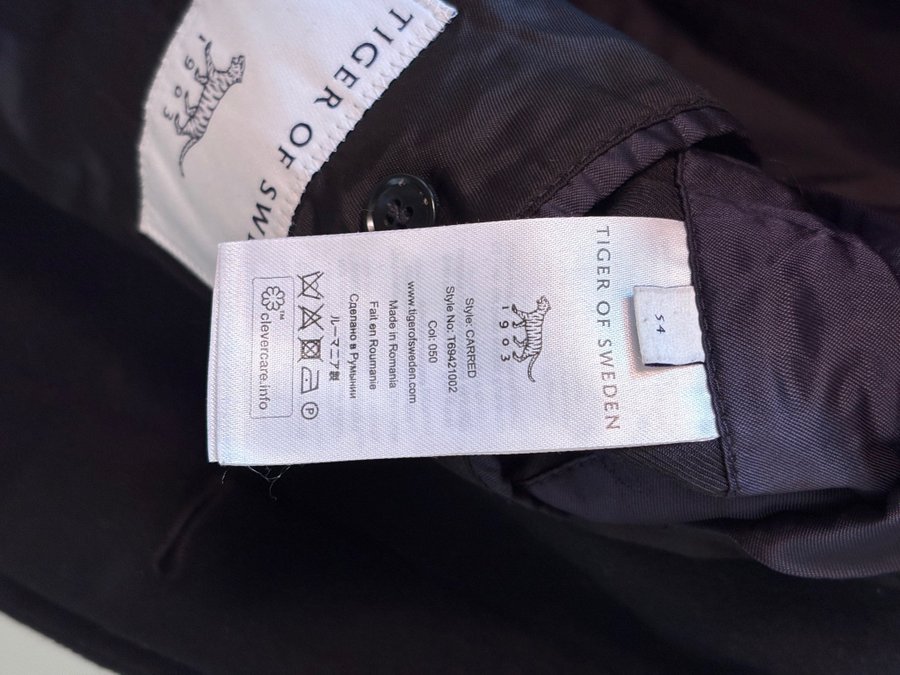 1903
TIGER OF SW
TIGER OF SWEDEN
54
1903
Style: CARRED
Style No: T69421002
Col: 050
www.tigerofsweden.com
Made in Romania
Fait en Roumanie
Сделано в Румынии
ルーマニア製
P
clevercare.info™